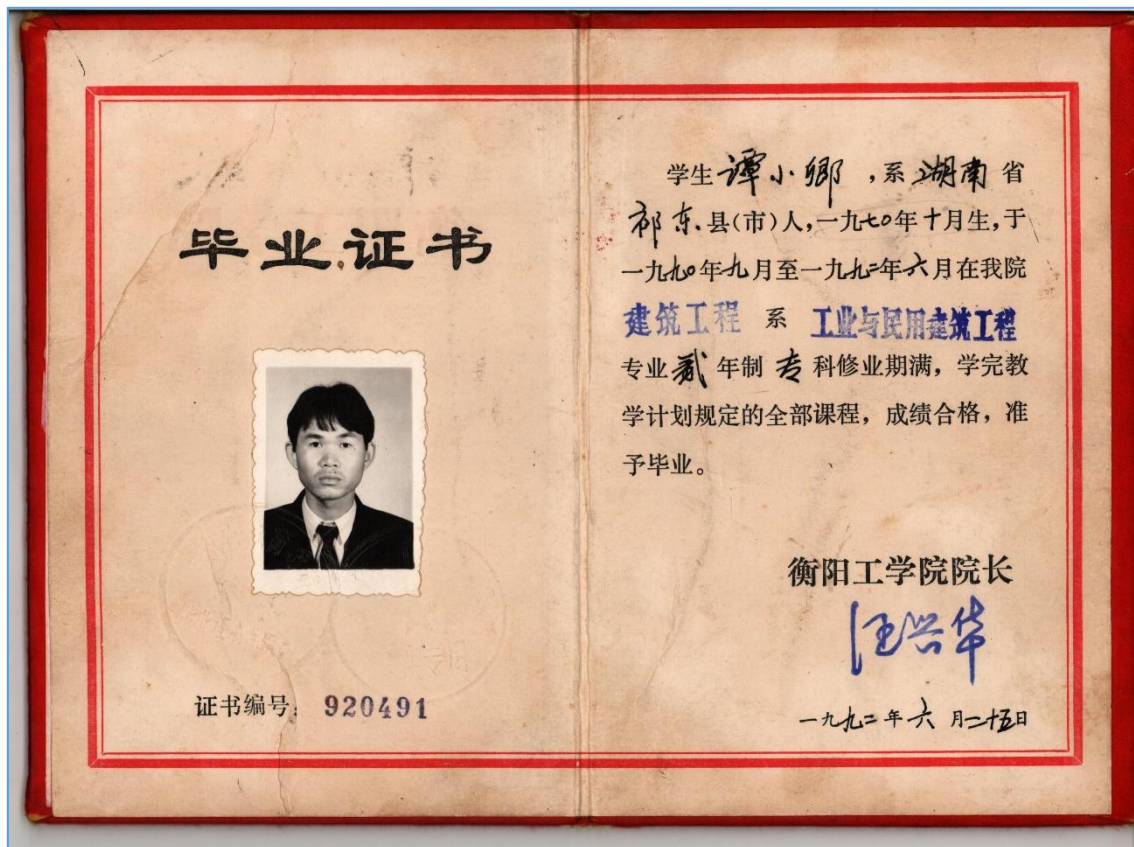 毕业证书
证书编号: 920491
学生谭小乡，系湖南省
祁东县(市)人，一九七0年十月生，于
一九九0年九月至一九九二年六月在我院
建筑工程 系 工业与民用建筑工程
专业贰年制专科修业期满，学完教
学计划规定的全部课程，成绩合格，准
予毕业。
衡阳工学院院长
汪兴华
一九九二年六月二十五日